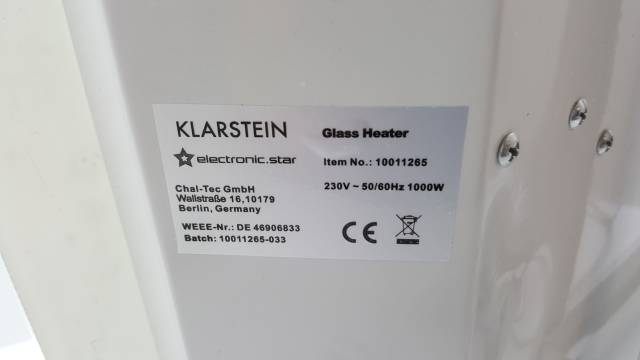 KLARSTEIN
electronic.star
Chal-Tec GmbH
Wallstraße 16,10179
Berlin, Germany
WEEE-Nr.: DE 46906833
Batch: 10011265-033
Glass Heater
Item No.: 10011265
230V ~ 50/60Hz 1000W
CE